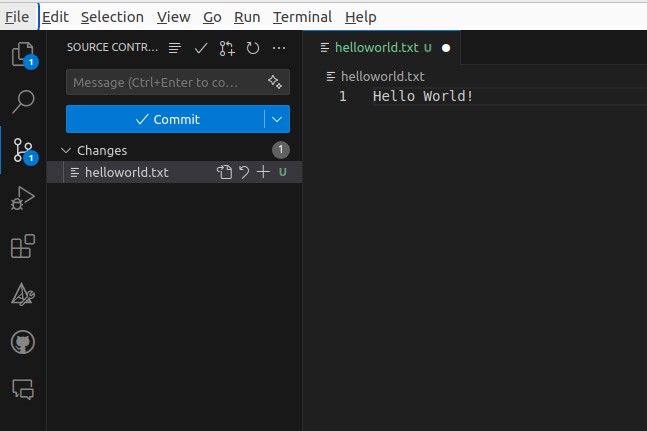 File Edit Selection View Go Run Terminal Help
SOURCE CONTR...
Message (Ctrl+Enter to co...
Commit
Changes 1
helloworld.txt U
helloworld.txt U
helloworld.txt
1 Hello World!
1
1